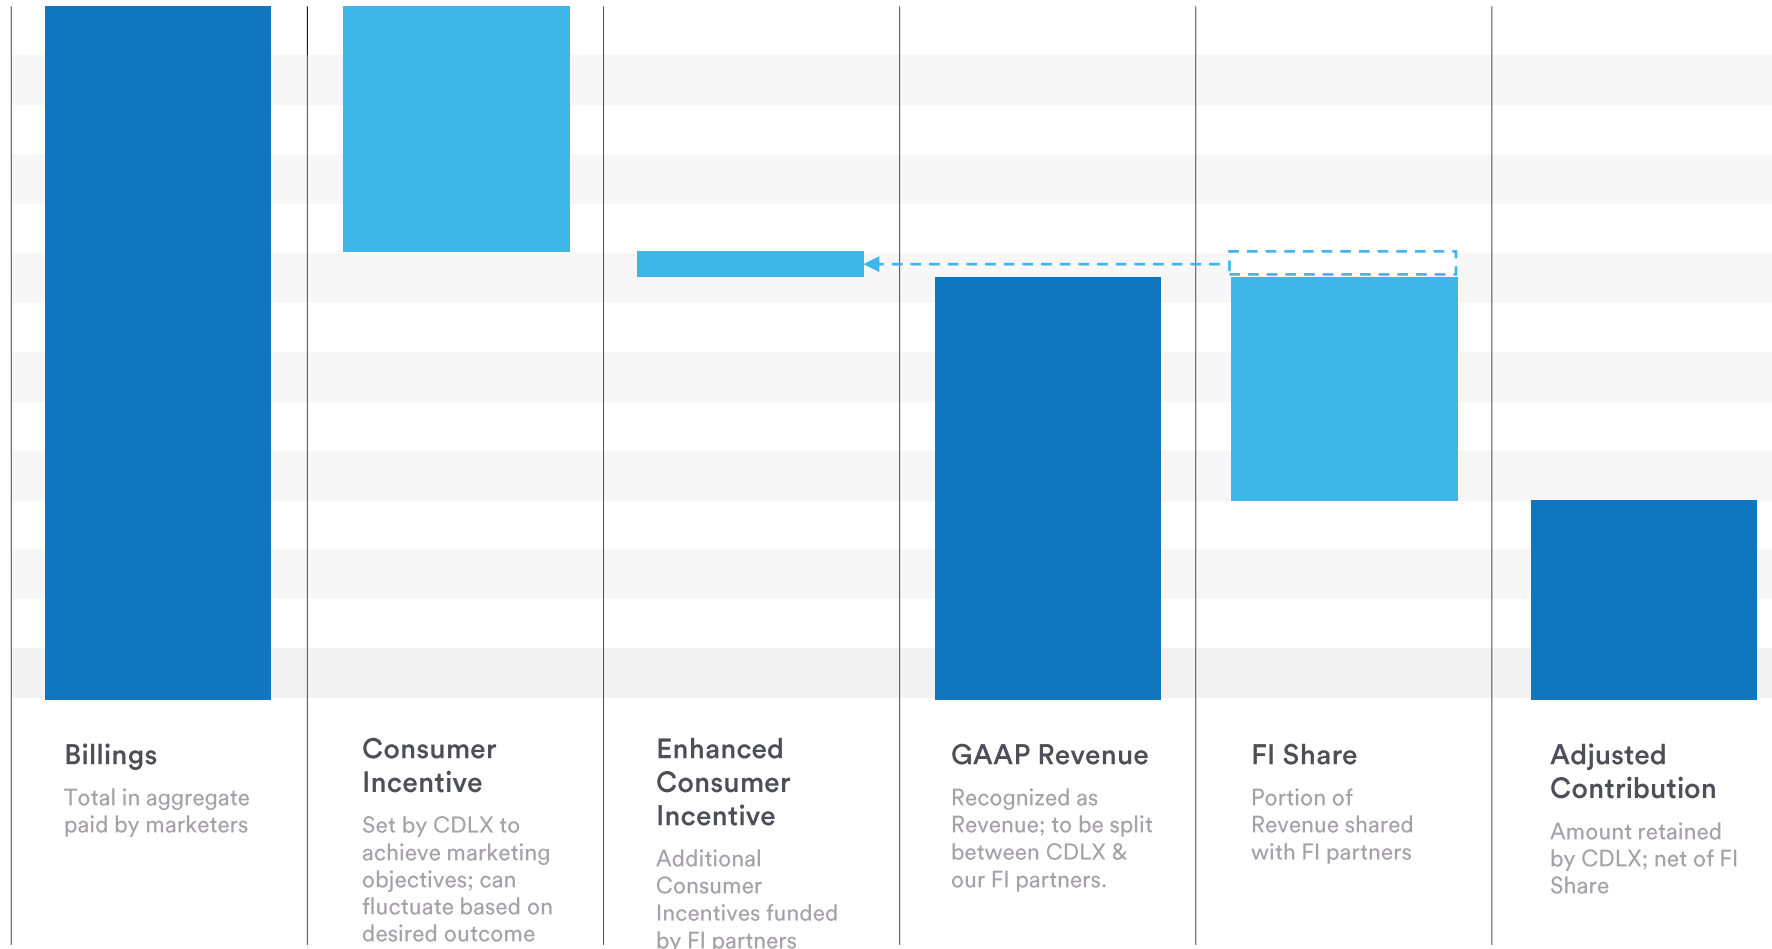 Billings
Total in aggregate
paid by marketers
Consumer
Incentive
Set by CDLX to
achieve marketing
objectives; can
fluctuate based on
desired outcome
Enhanced
Consumer
Incentive
Additional
Consumer
Incentives funded
by FI partners
GAAP Revenue
Recognized as
Revenue; to be split
between CDLX &
our FI partners.
FI Share
Portion of
Revenue shared
with FI partners
Adjusted
Contribution
Amount retained
by CDLX; net of FI
Share